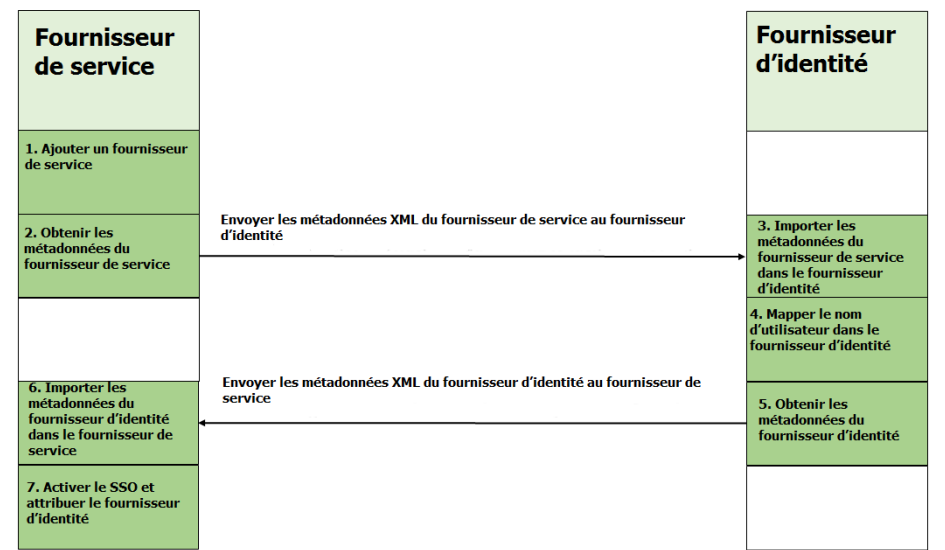 Fournisseur
de service
Fournisseur
d'identité
1. Ajouter un fournisseur
de service
2. Obtenir les
métadonnées du
fournisseur de service
Envoyer les métadonnées XML du fournisseur de service au fournisseur
d'identité
3. Importer les
métadonnées du
fournisseur de service
dans le fournisseur
d'identité
4. Mapper le nom
d'utilisateur dans le
fournisseur d'identité
Envoyer les métadonnées XML du fournisseur d'identité au fournisseur de
service
5. Obtenir les
métadonnées du
fournisseur d'identité
6. Importer les
métadonnées du
fournisseur d'identité
dans le fournisseur de
service
7. Activer le SSO et
attribuer le fournisseur
d'identité